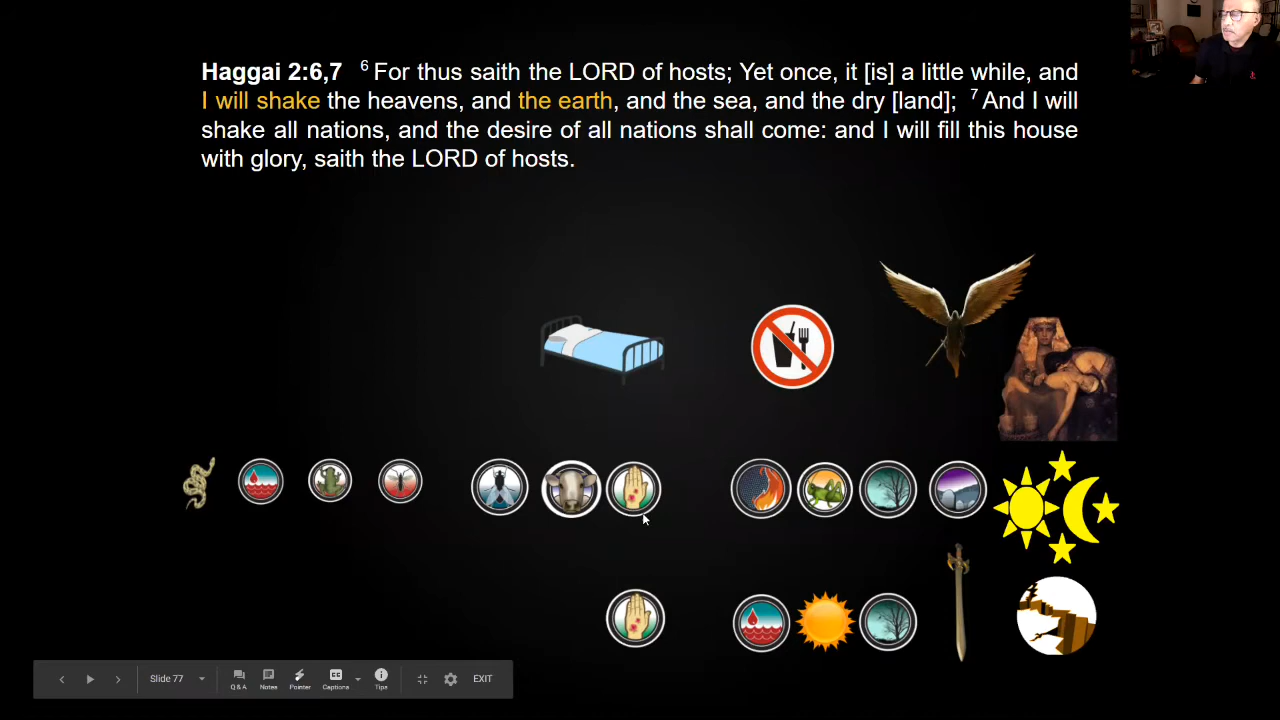 Haggai 2:6,7 ⁶ For thus saith the LORD of hosts; Yet once, it [is] a little while, and
I will shake the heavens, and the earth, and the sea, and the dry [land]; ⁷ And I will
shake all nations, and the desire of all nations shall come: and I will fill this house
with glory, saith the LORD of hosts.
Slide 77
Q & A
Notes
Pointer
Captions
Tips
EXIT